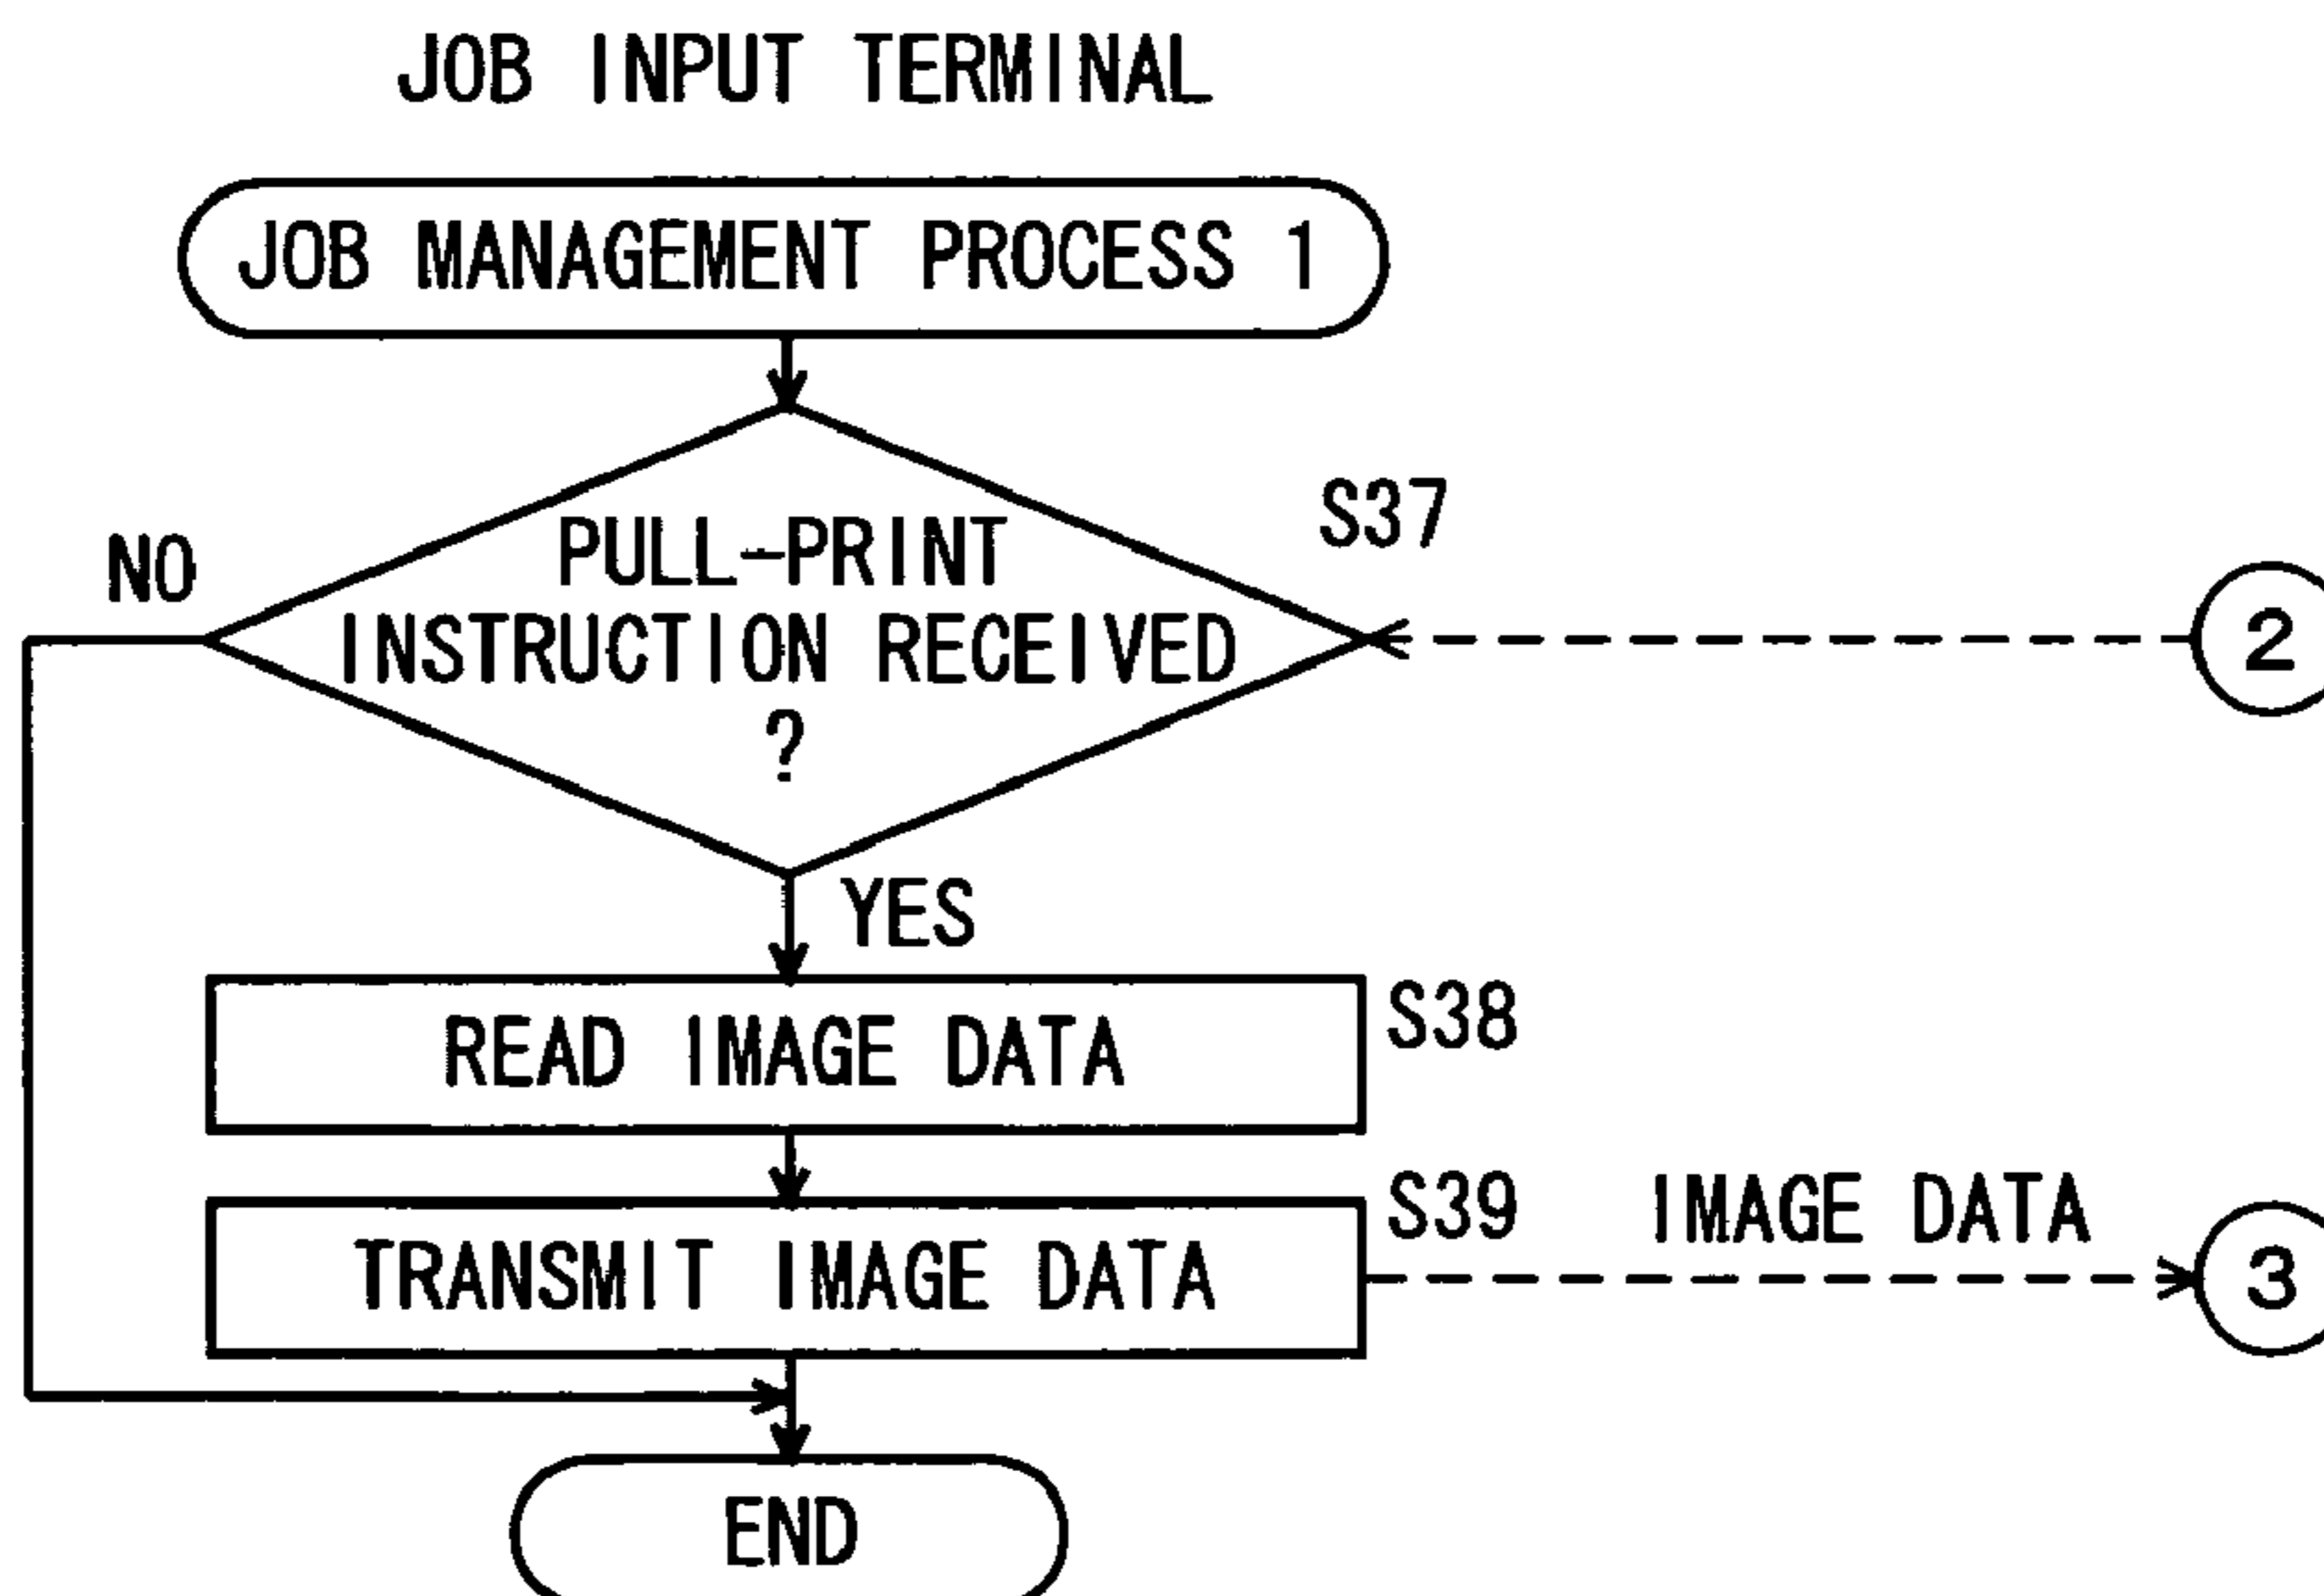 JOB INPUT TERMINAL
JOB MANAGEMENT PROCESS 1
S37
NO
PULL-PRINT
INSTRUCTION RECEIVED
?
2
YES
S38
READ IMAGE DATA
S39
IMAGE DATA
TRANSMIT IMAGE DATA
3
END